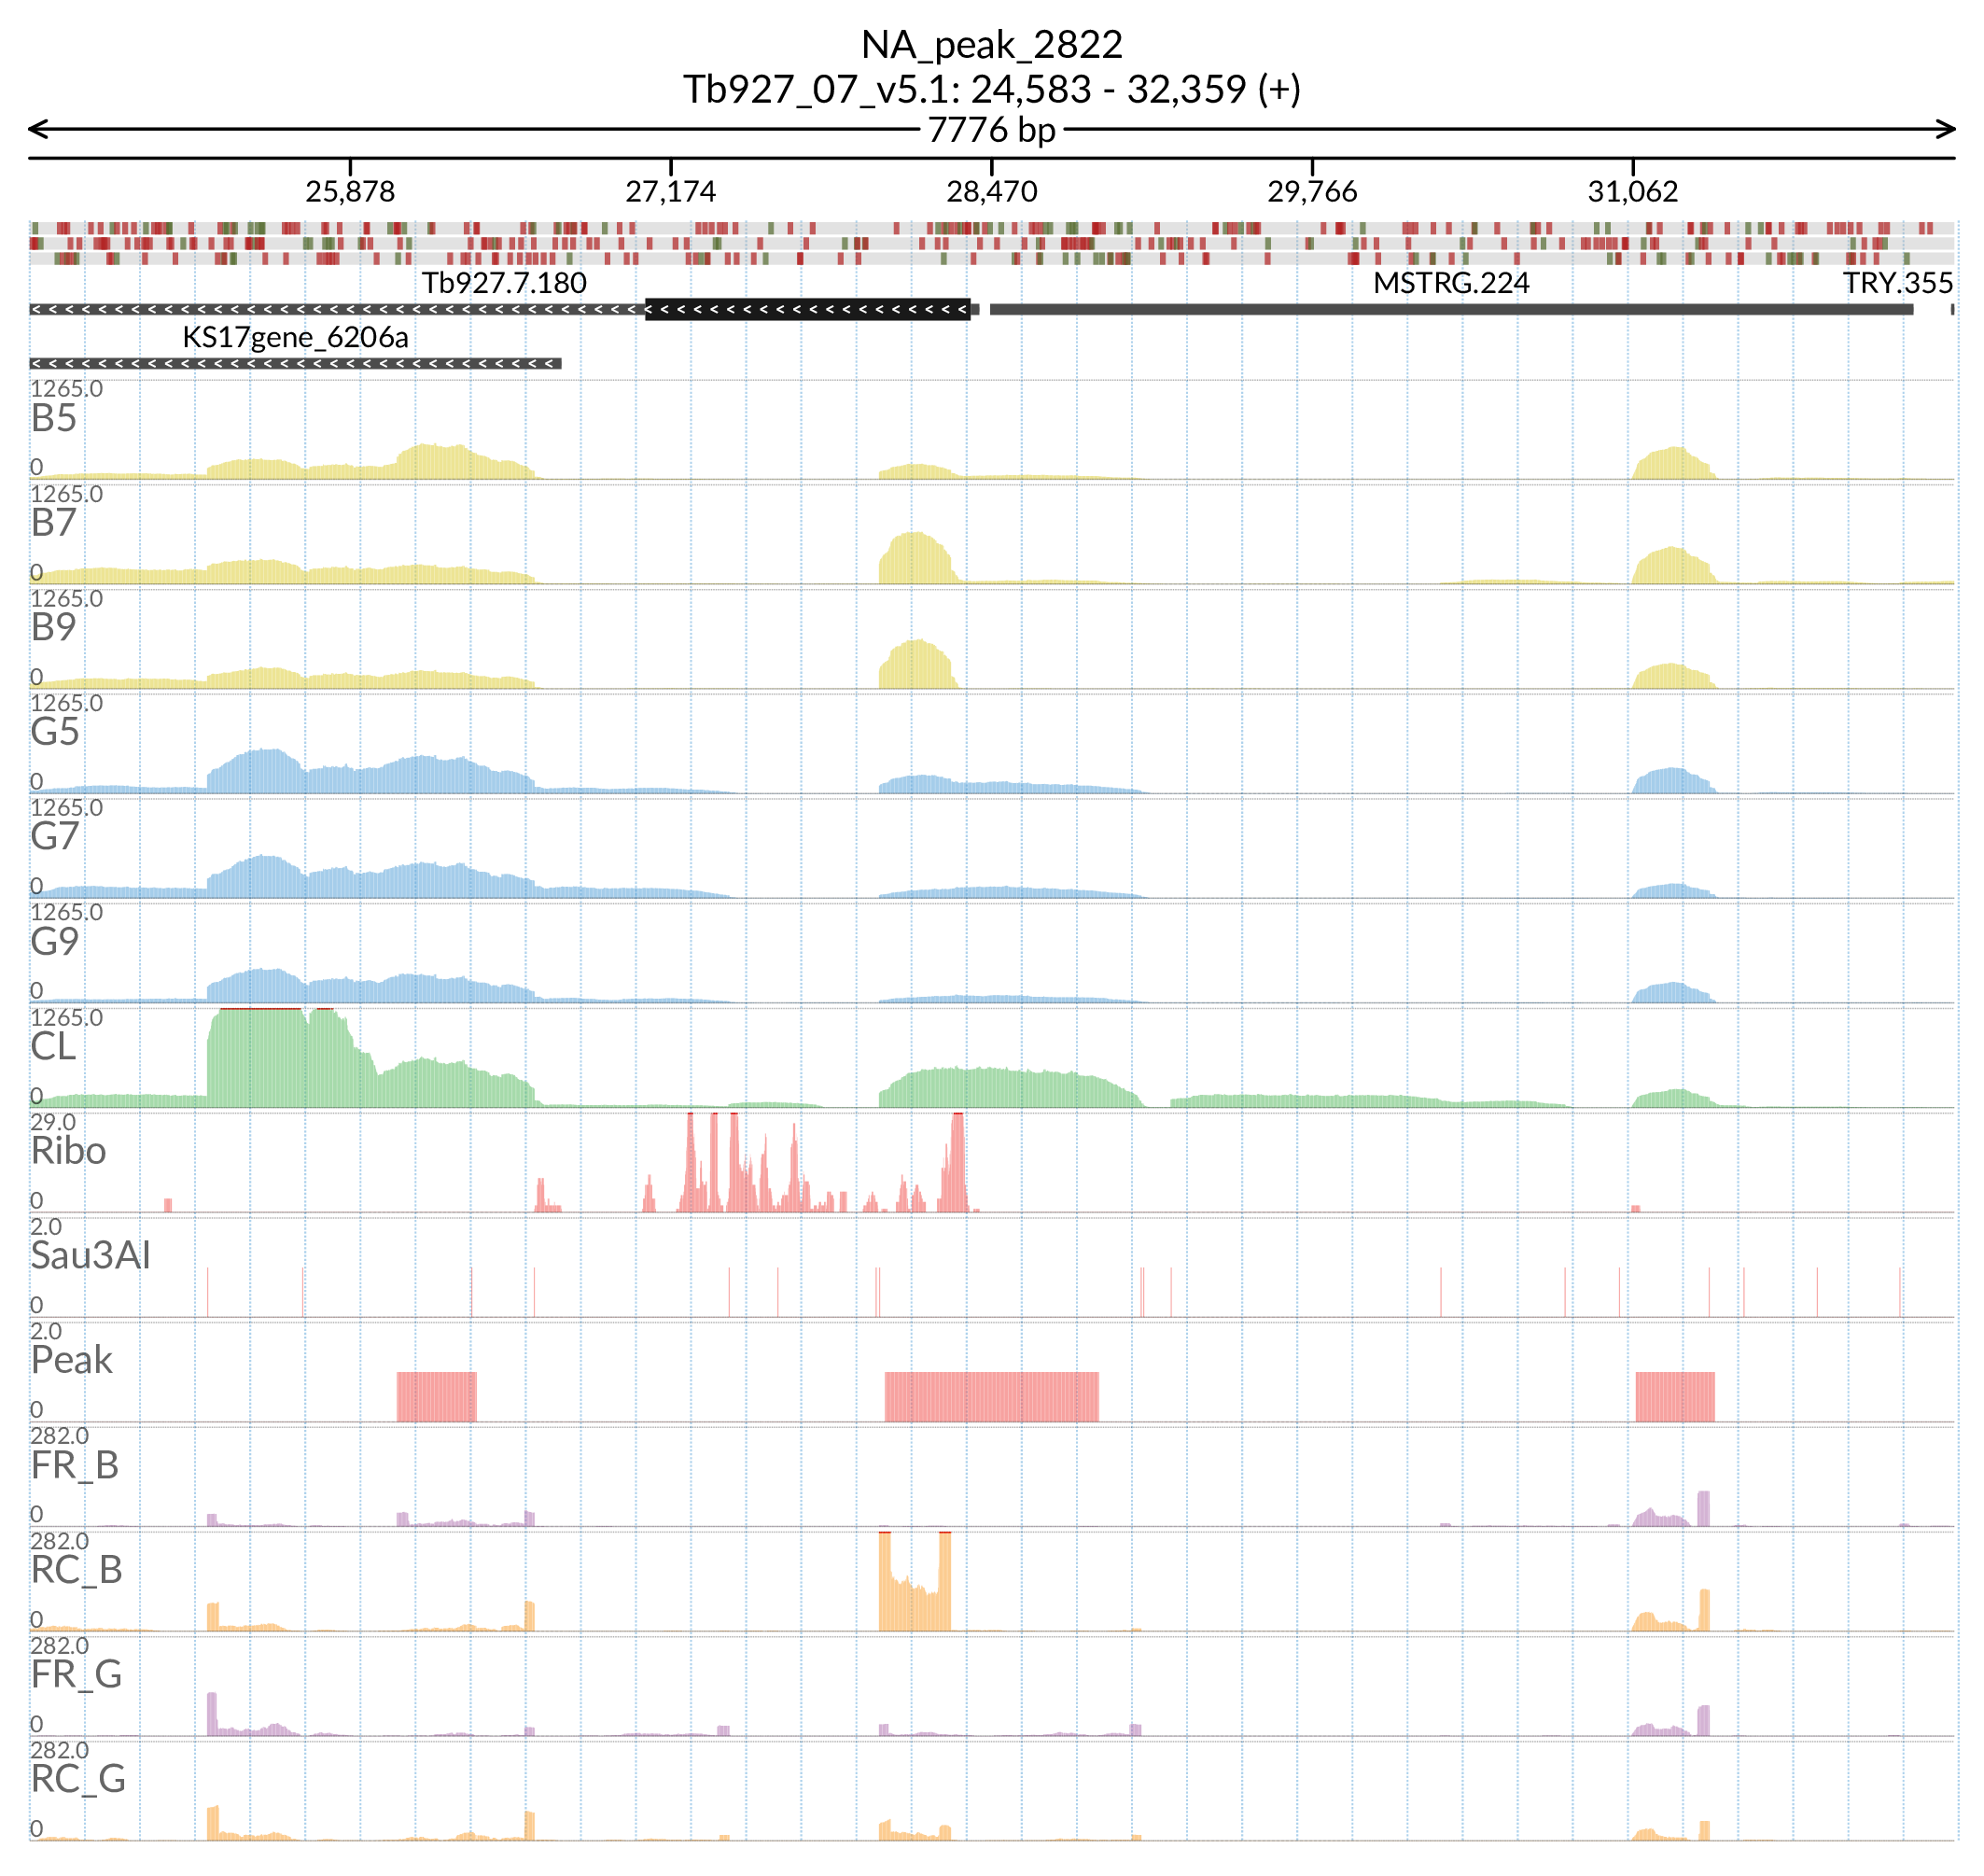 NA_peak_2822
Tb927_07_v5.1: 24,583 - 32,359 (+)
7776 bp
25,878 27,174 28,470 29,766 31,062
Tb927.7.180 MSTRG.224 TRY.355
KS17gene_6206a
1265.0
B5
0
1265.0
B7
0
1265.0
B9
0
1265.0
G5
0
1265.0
G7
0
1265.0
G9
0
1265.0
CL
0
29.0
Ribo
0
2.0
Sau3AI
0
2.0
Peak
0
282.0
FR_B
0
282.0
RC_B
0
282.0
FR_G
0
282.0
RC_G
0